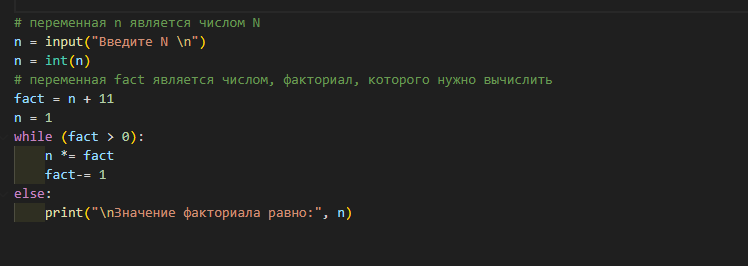 # переменная n является числом N
n = input("Введите N \n")
n = int(n)
# переменная fact является числом, факториал, которого нужно вычислить
fact = n + 11
n = 1
while (fact > 0):
    n *= fact
    fact-= 1
else:
    print("\nЗначение факториала равно:", n)